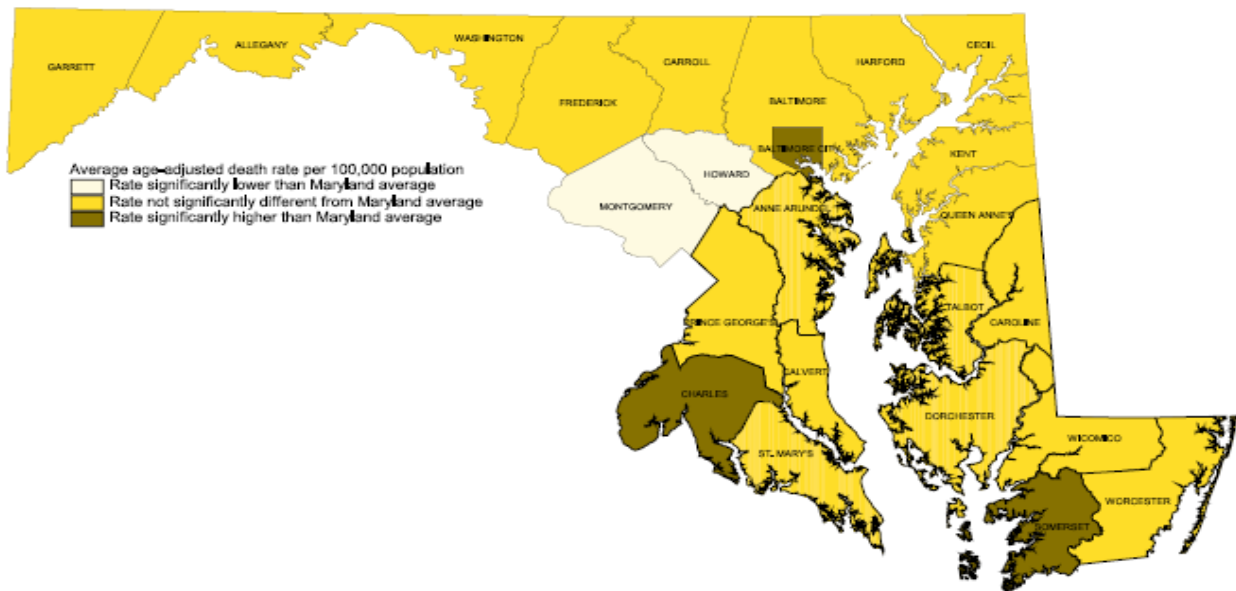 WASHINGTON
ALLEGANY
CECIL
GARRETT
CARROLL
HARFORD
FREDERICK
BALTIMORE
BALTIMORE CITY
KENT
Average age-adjusted death rate per 100,000 population
Rate significantly lower than Maryland average
Rate not significantly different from Maryland average
Rate significantly higher than Maryland average
HOWARD
MONTGOMERY
ANNE ARUNDEL
QUEEN ANNE'S
TALBOT
PRINCE GEORGE'S
CAROLINE
CALVERT
CHARLES
DORCHESTER
WICOMICO
ST. MARY'S
WORCESTER
SOMERSET